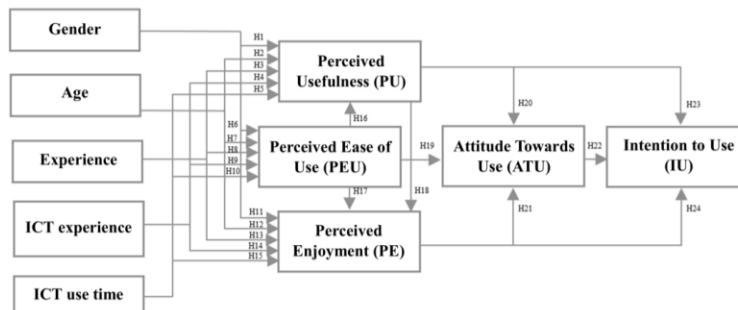 Gender
Age
Experience
ICT experience
ICT use time
H1
H2
H3
H4
H5
Perceived
Usefulness (PU)
H16
H6
H7
H8
H9
H10
Perceived Ease of
Use (PEU)
H17
H11
H12
H13
H14
H15
Perceived
Enjoyment (PE)
H18
H19
H20
Attitude Towards
Use (ATU)
H21
H22
H23
Intention to Use
(IU)
H24